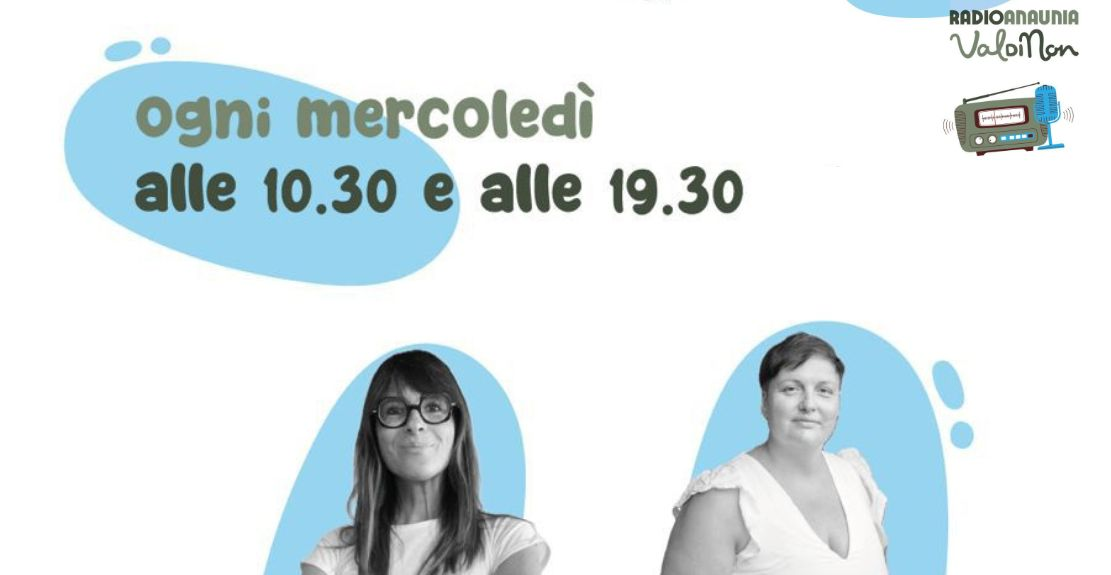 RADIOANAUNIA
ValDiNon
ogni mercoledì
alle 10.30 e alle 19.30